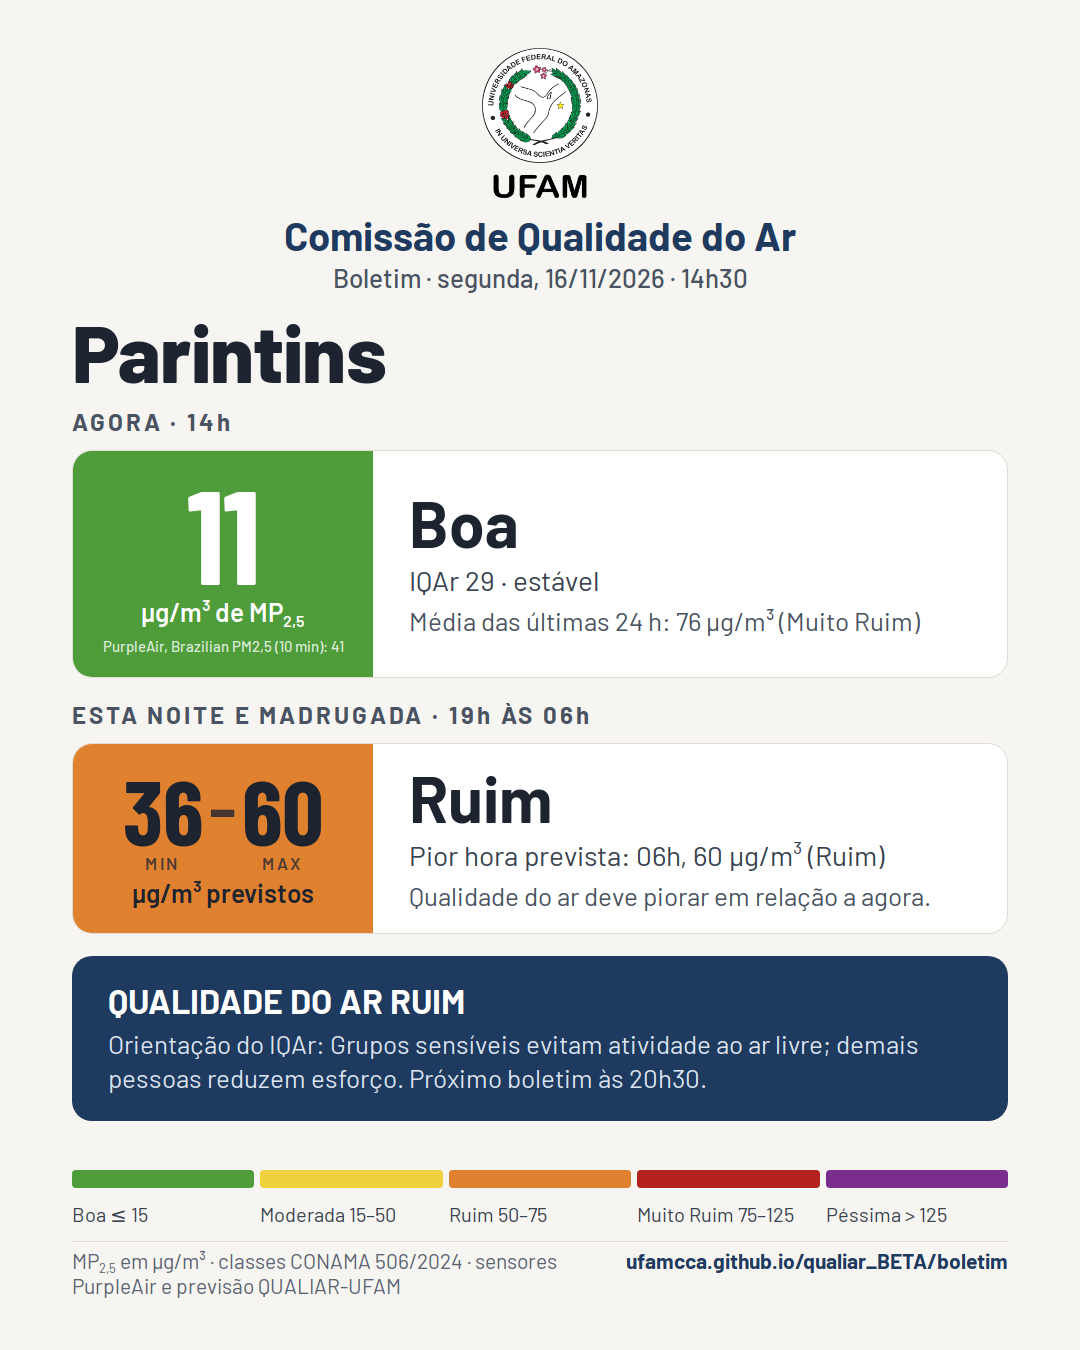 UNIVERSIDADE FEDERAL DO AMAZONAS
IN UNIVERSA SCIENTIA VERITAS
UFAM
Comissão de Qualidade do Ar
Boletim · segunda, 16/11/2026 · 14h30
Parintins
AGORA · 14h
11
µg/m³ de MP2,5
PurpleAir, Brazilian PM2,5 (10 min): 41
Boa
IQAr 29 · estável
Média das últimas 24 h: 76 µg/m³ (Muito Ruim)
ESTA NOITE E MADRUGADA · 19h ÀS 06h
36 – 60
MIN MAX
µg/m³ previstos
Ruim
Pior hora prevista: 06h, 60 µg/m³ (Ruim)
Qualidade do ar deve piorar em relação a agora.
QUALIDADE DO AR RUIM
Orientação do IQAr: Grupos sensíveis evitam atividade ao ar livre; demais
pessoas reduzem esforço. Próximo boletim às 20h30.
Boa ≤ 15 Moderada 15–50 Ruim 50–75 Muito Ruim 75–125 Péssima > 125
MP2,5 em µg/m³ · classes CONAMA 506/2024 · sensores
PurpleAir e previsão QUALIAR-UFAM
ufamcca.github.io/qualiar_BETA/boletim